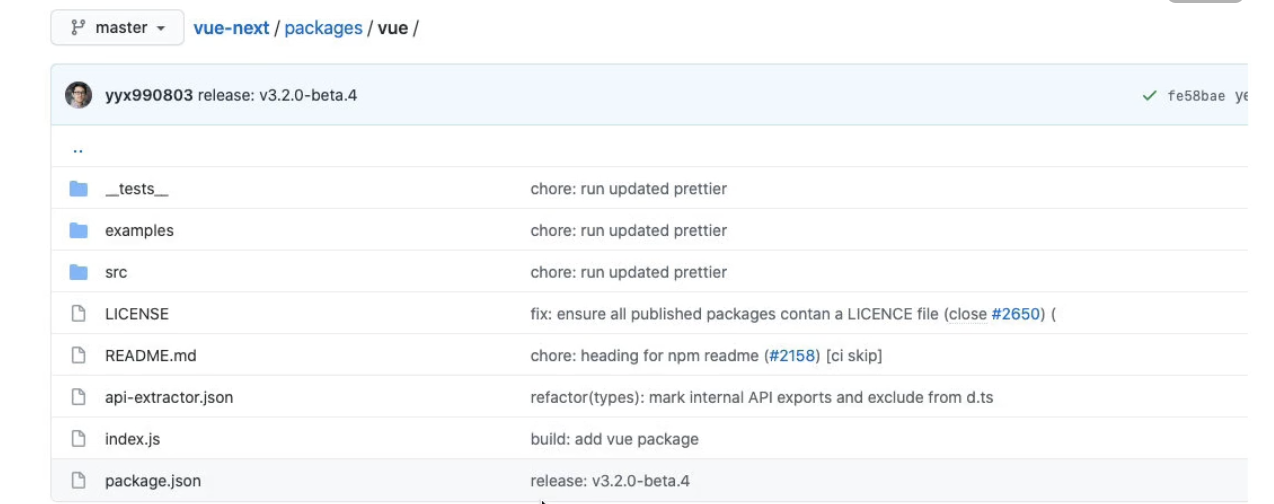 master vue-next / packages / vue /
yyx990803 release: v3.2.0-beta.4 fe58bae ye
..
__tests__ chore: run updated prettier
examples chore: run updated prettier
src chore: run updated prettier
LICENSE fix: ensure all published packages contan a LICENCE file (close #2650) (
README.md chore: heading for npm readme (#2158) [ci skip]
api-extractor.json refactor(types): mark internal API exports and exclude from d.ts
index.js build: add vue package
package.json release: v3.2.0-beta.4